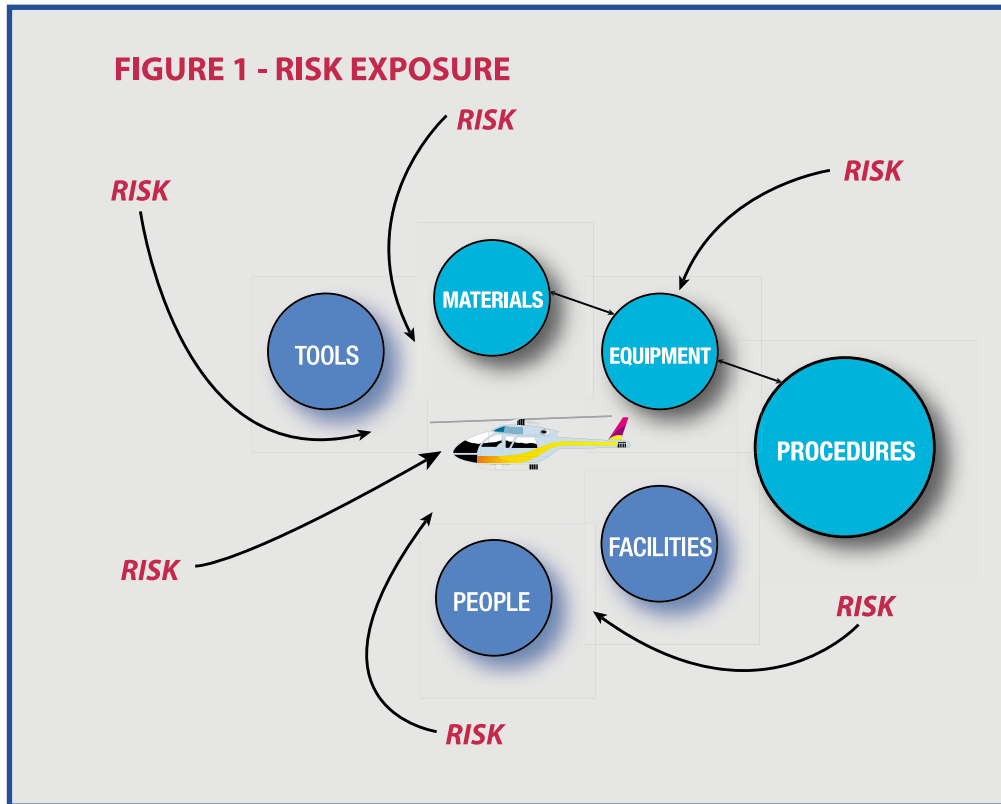 FIGURE 1 - RISK EXPOSURE
RISK
RISK
RISK
MATERIALS
TOOLS
EQUIPMENT
PROCEDURES
FACILITIES
RISK
PEOPLE
RISK
RISK